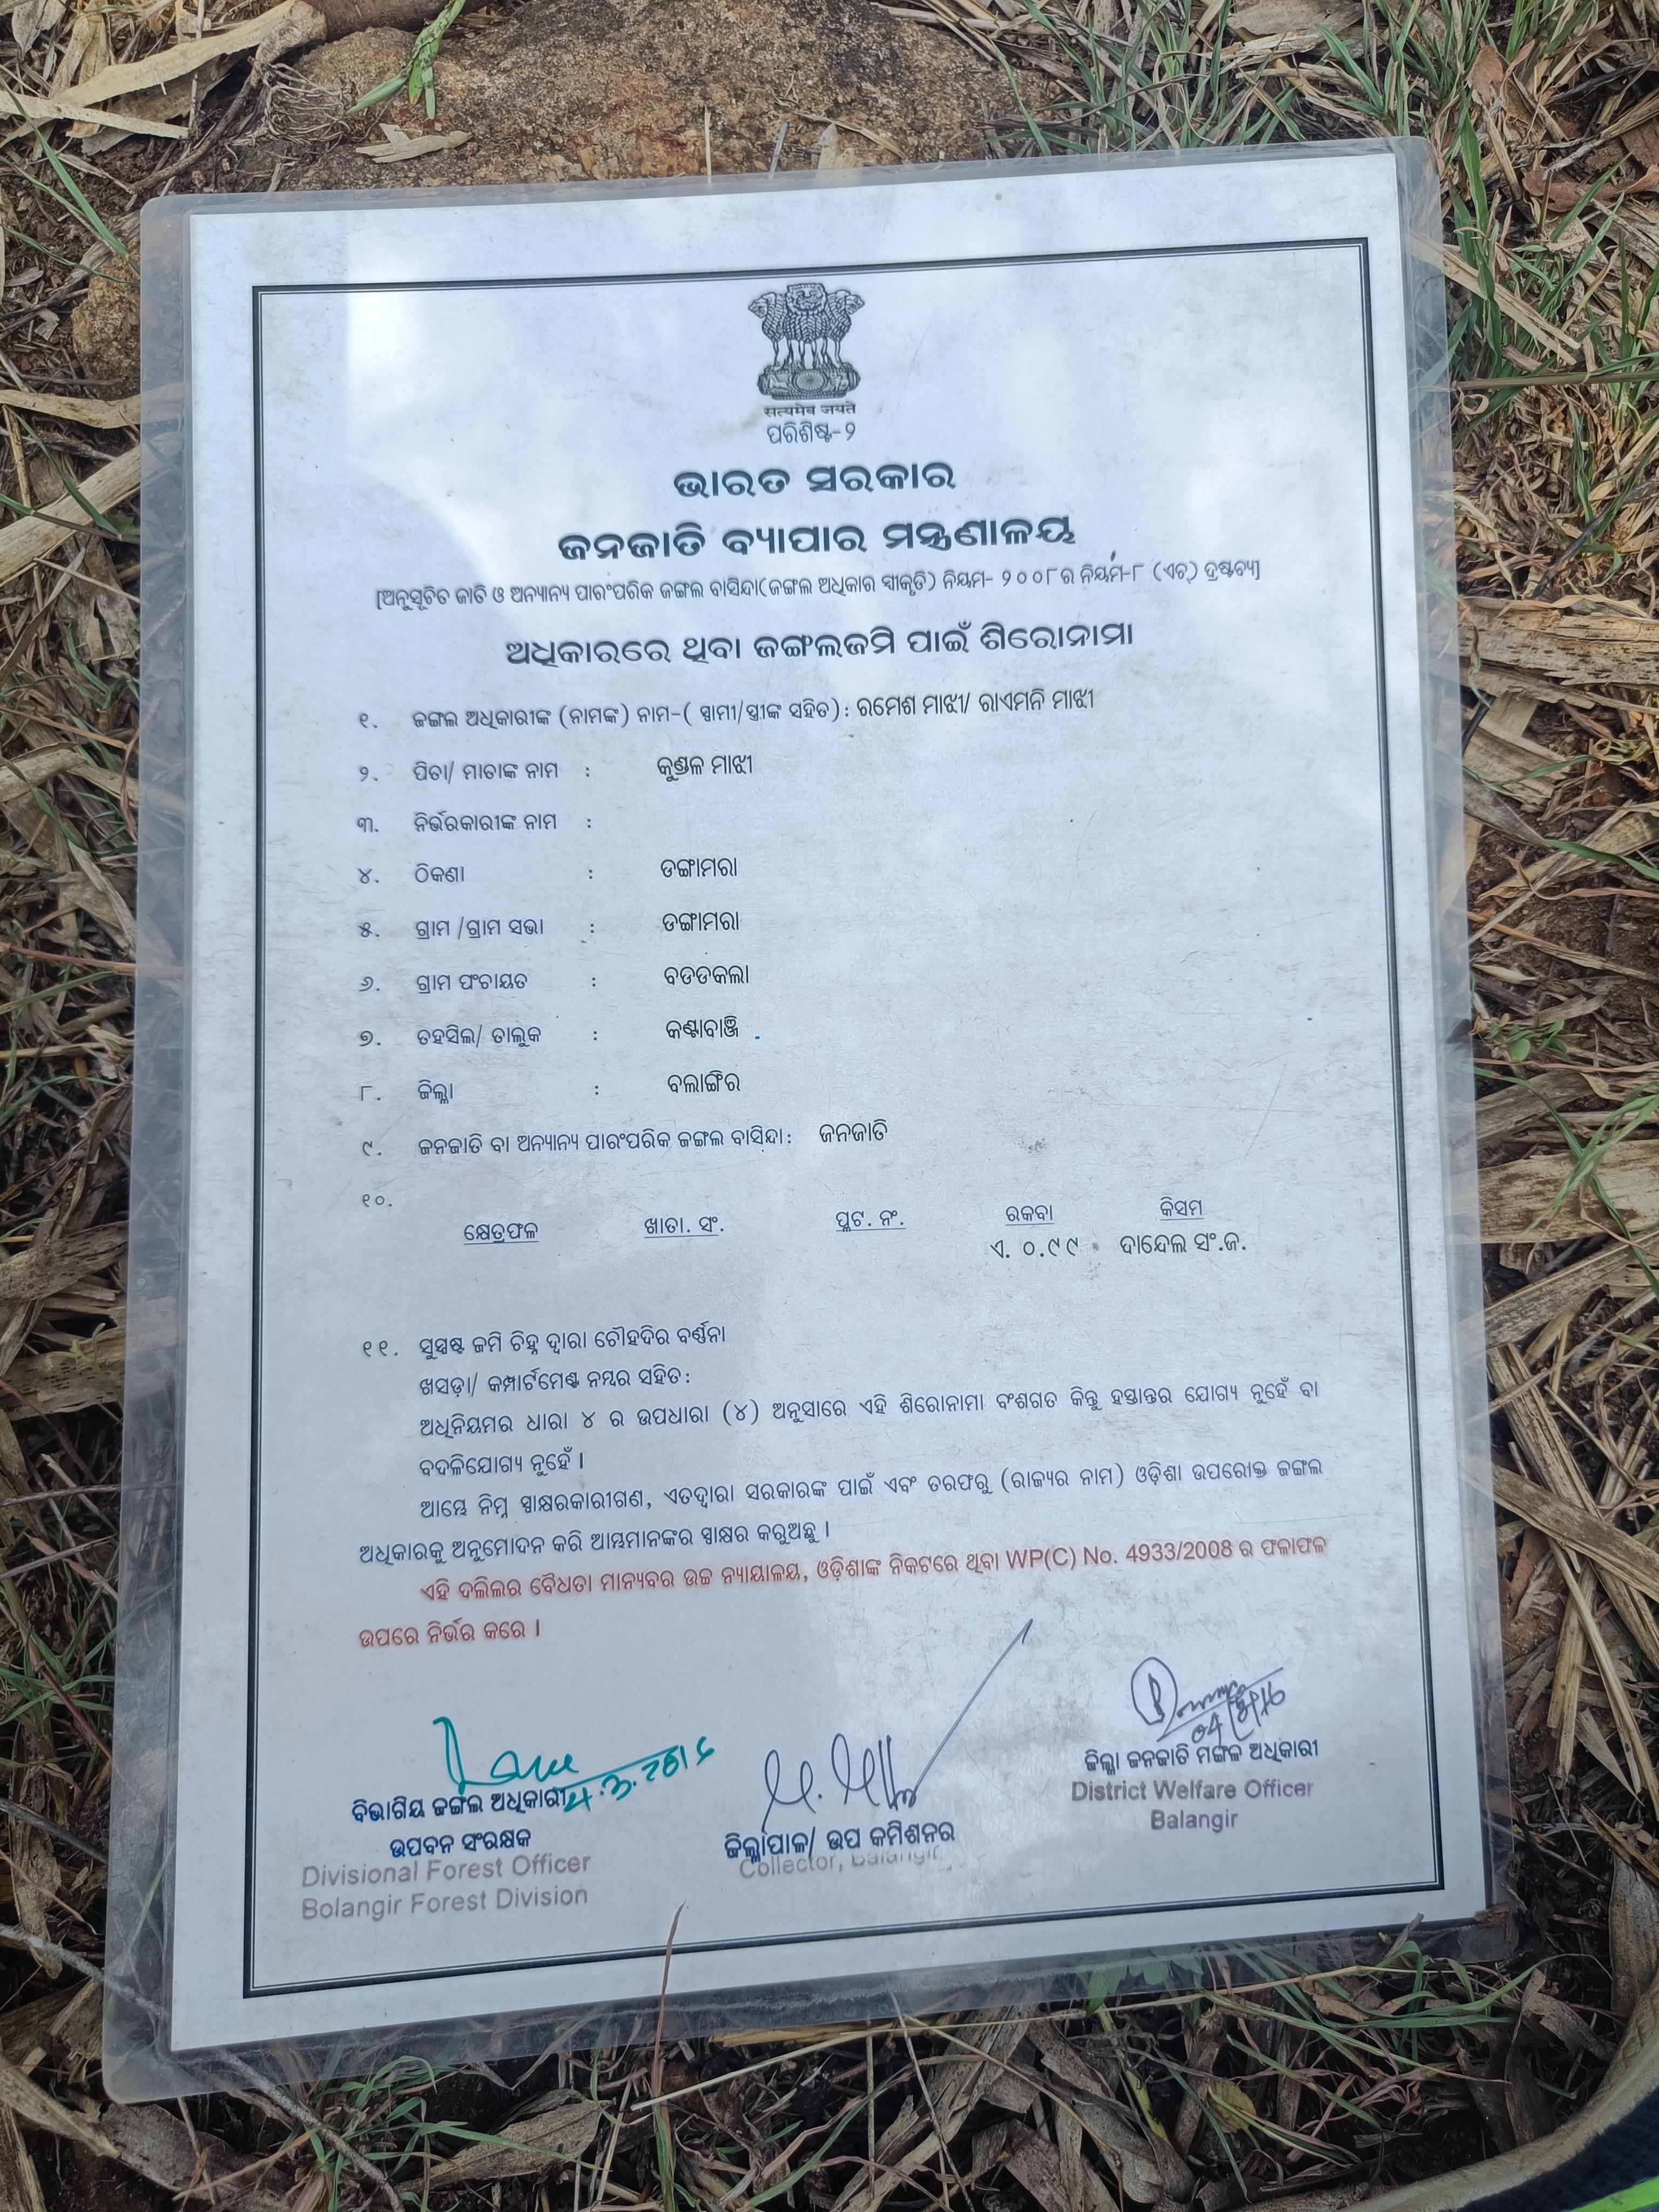 सत्यमेव जयते
ପରିଶିଷ୍ଟ-୨
ଭାରତ ସରକାର
ଜନଜାତି ବ୍ୟାପାର ମନ୍ତ୍ରଣାଳୟ
[ଅନୁସୂଚିତ ଜାତି ଓ ଅନ୍ୟାନ୍ୟ ପାରଂପରିକ ଜଙ୍ଗଲ ବାସିନ୍ଦା(ଜଙ୍ଗଲ ଅଧିକାର ସ୍ୱୀକୃତି) ନିୟମ- ୨୦୦୮ର ନିୟମ-୮ (ଏଚ୍) ଦ୍ରଷ୍ଟବ୍ୟ]
ଅଧିକାରରେ ଥିବା ଜଙ୍ଗଲଜମି ପାଇଁ ଶିରୋନାମା
୧. ଜଙ୍ଗଲ ଅଧିକାରୀଙ୍କ (ନାମଙ୍କ) ନାମ-( ସ୍ୱାମୀ/ସ୍ତ୍ରୀଙ୍କ ସହିତ): ରମେଶ ମାଝୀ/ ରାଏମନି ମାଝୀ
୨. ପିତା/ ମାତାଙ୍କ ନାମ : କୁଣ୍ଡଳ ମାଝୀ
୩. ନିର୍ଭରକାରୀଙ୍କ ନାମ :
୪. ଠିକଣା : ଡଙ୍ଗାମରା
୫. ଗ୍ରାମ /ଗ୍ରାମ ସଭା : ଡଙ୍ଗାମରା
୬. ଗ୍ରାମ ପଂଚାୟତ : ବଡଡକଲା
୭. ତହସିଲ/ ତାଲୁକ : କଣ୍ଟାବାଞ୍ଜି
୮. ଜିଲ୍ଲା : ବଲାଙ୍ଗିର
୯. ଜନଜାତି ବା ଅନ୍ୟାନ୍ୟ ପାରଂପରିକ ଜଙ୍ଗଲ ବାସିନ୍ଦା: ଜନଜାତି
୧୦. କ୍ଷେତ୍ରଫଳ ଖାତା. ସଂ. ପ୍ଲଟ. ନଂ. ରକବା କିସମ
ଏ. ୦.୯୯ ଦାନ୍ଦେଲ ସଂ.ଜ.
୧୧. ସୁସ୍ପଷ୍ଟ ଜମି ଚିହ୍ନ ଦ୍ୱାରା ଚୌହଦିର ବର୍ଣ୍ଣନା
ଖସଡ଼ା/ କମ୍ପାର୍ଟମେଣ୍ଟ ନମ୍ବର ସହିତ:
ଅଧିନିୟମର ଧାରା ୪ ର ଉପଧାରା (୪) ଅନୁସାରେ ଏହି ଶିରୋନାମା ବଂଶଗତ କିନ୍ତୁ ହସ୍ତାନ୍ତର ଯୋଗ୍ୟ ନୁହେଁ ବା
ବଦଳିଯୋଗ୍ୟ ନୁହେଁ ।
ଆମ୍ଭେ ନିମ୍ନ ସ୍ୱାକ୍ଷରକାରୀଗଣ, ଏତଦ୍ୱାରା ସରକାରଙ୍କ ପାଇଁ ଏବଂ ତରଫରୁ (ରାଜ୍ୟର ନାମ) ଓଡ଼ିଶା ଉପରୋକ୍ତ ଜଙ୍ଗଲ
ଅଧିକାରକୁ ଅନୁମୋଦନ କରି ଆମ୍ଭମାନଙ୍କର ସ୍ୱାକ୍ଷର କରୁଅଛୁ ।
ଏହି ଦଲିଲର ବୈଧତା ମାନ୍ୟବର ଉଚ୍ଚ ନ୍ୟାୟାଳୟ, ଓଡ଼ିଶାଙ୍କ ନିକଟରେ ଥିବା WP(C) No. 4933/2008 ର ଫଳାଫଳ
ଉପରେ ନିର୍ଭର କରେ ।
ବିଭାଗିୟ ଜଙ୍ଗଲ ଅଧିକାରୀ
ଉପବନ ସଂରକ୍ଷକ
Divisional Forest Officer
Bolangir Forest Division
ଜିଲ୍ଲାପାଳ/ ଉପ କମିଶନର
Collector, Balangir
ଜିଲ୍ଲା ଜନଜାତି ମଙ୍ଗଳ ଅଧିକାରୀ
District Welfare Officer
Balangir